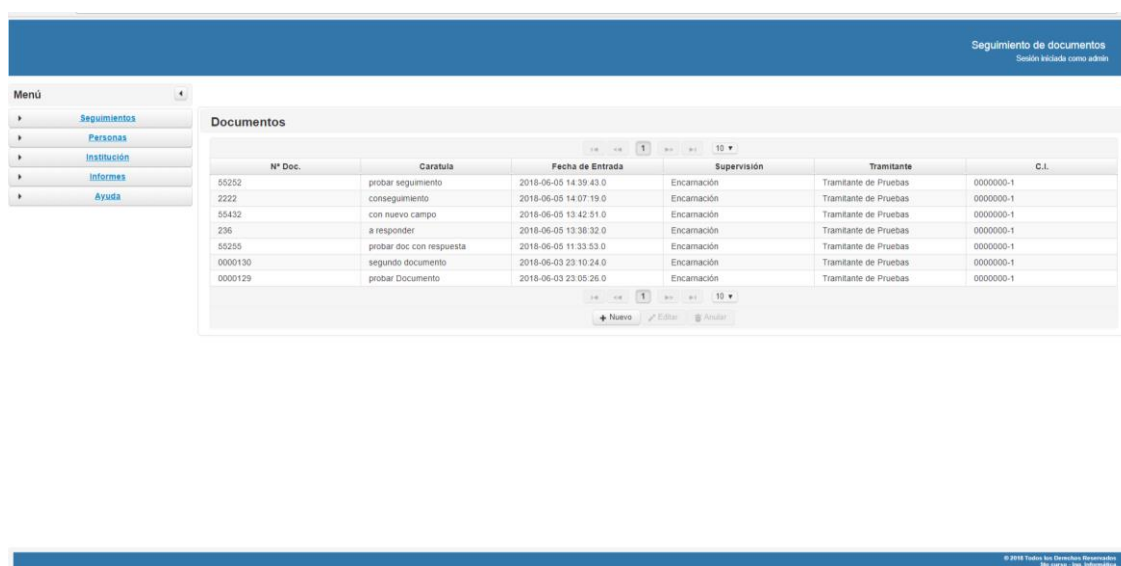 Seguimiento de documentos
Sesión iniciada como admin
Menú
Seguimientos
Personas
Institución
Informes
Ayuda
Documentos
1 10
Nº Doc. Caratula Fecha de Entrada Supervisión Tramitante C.I.
55252 probar seguimiento 2018-06-05 14:39:43.0 Encarnación Tramitante de Pruebas 0000000-1
2222 conseguimiento 2018-06-05 14:07:19.0 Encarnación Tramitante de Pruebas 0000000-1
55432 con nuevo campo 2018-06-05 13:42:51.0 Encarnación Tramitante de Pruebas 0000000-1
236 a responder 2018-06-05 13:38:32.0 Encarnación Tramitante de Pruebas 0000000-1
55255 probar doc con respuesta 2018-06-05 11:33:53.0 Encarnación Tramitante de Pruebas 0000000-1
0000130 segundo documento 2018-06-03 23:10:24.0 Encarnación Tramitante de Pruebas 0000000-1
0000129 probar Documento 2018-06-03 23:05:26.0 Encarnación Tramitante de Pruebas 0000000-1
1 10
Nuevo Editar Anular
© 2018 Todos los Derechos Reservados
5to curso - Ing. Informática